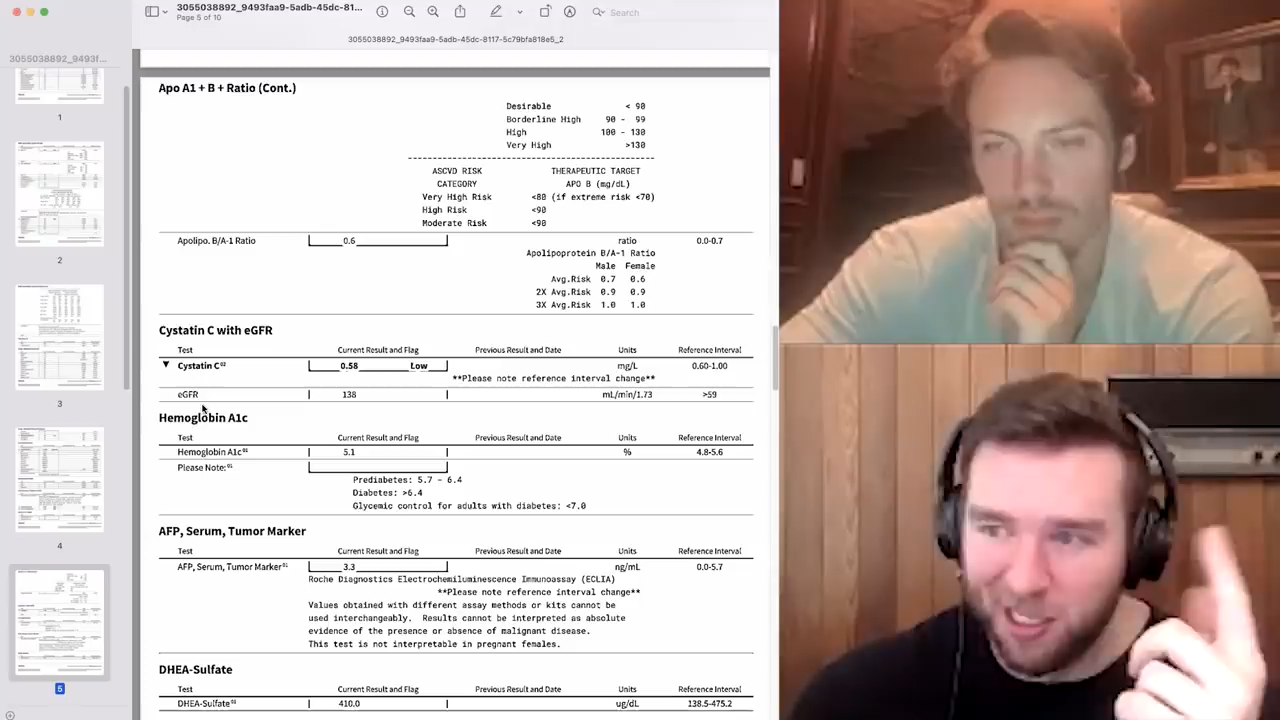 3055038892_9493faa9-5adb-45dc-81...
Page 5 of 10
Search
3055038892_9493f...
3055038892_9493faa9-5adb-45dc-8117-5c79bfa818e5_2
1
2
3
4
5
Apo A1 + B + Ratio (Cont.)
Desirable < 90
Borderline High 90 - 99
High 100 - 130
Very High >130
ASCVD RISK THERAPEUTIC TARGET
CATEGORY APO B (mg/dL)
Very High Risk <80 (if extreme risk <70)
High Risk <90
Moderate Risk <90
Apolipo. B/A-1 Ratio 0.6 ratio 0.0-0.7
Apolipoprotein B/A-1 Ratio
Male Female
Avg.Risk 0.7 0.6
2X Avg.Risk 0.9 0.9
3X Avg.Risk 1.0 1.0
Cystatin C with eGFR
Test Current Result and Flag Previous Result and Date Units Reference Interval
▼ Cystatin C⁰² 0.58 Low mg/L 0.60-1.00
**Please note reference interval change**
eGFR 138 mL/min/1.73 >59
Hemoglobin A1c
Test Current Result and Flag Previous Result and Date Units Reference Interval
Hemoglobin A1c⁰¹ 5.1 % 4.8-5.6
Please Note:⁰¹
Prediabetes: 5.7 - 6.4
Diabetes: >6.4
Glycemic control for adults with diabetes: <7.0
AFP, Serum, Tumor Marker
Test Current Result and Flag Previous Result and Date Units Reference Interval
AFP, Serum, Tumor Marker⁰¹ 3.3 ng/mL 0.0-5.7
Roche Diagnostics Electrochemiluminescence Immunoassay (ECLIA)
**Please note reference interval change**
Values obtained with different assay methods or kits cannot be
used interchangeably. Results cannot be interpreted as absolute
evidence of the presence or absence of malignant disease.
This test is not interpretable in pregnant females.
DHEA-Sulfate
Test Current Result and Flag Previous Result and Date Units Reference Interval
DHEA-Sulfate⁰¹ 410.0 ug/dL 138.5-475.2